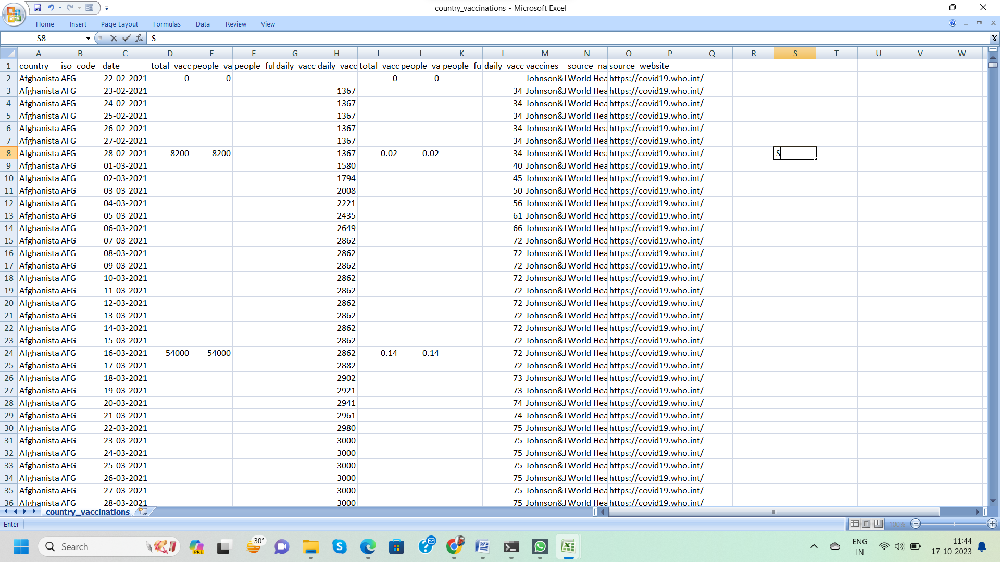 country_vaccinations - Microsoft Excel
Home Insert Page Layout Formulas Data Review View
S8 S
A B C D E F G H I J K L M N O P Q R S T U V W
1 country iso_code date total_vacc people_va people_ful daily_vacc daily_vacc total_vacc people_va people_ful daily_vacc vaccines source_na source_website
2 Afghanista AFG 22-02-2021 0 0 0 0 Johnson&J World Hea https://covid19.who.int/
3 Afghanista AFG 23-02-2021 1367 34 Johnson&J World Hea https://covid19.who.int/
4 Afghanista AFG 24-02-2021 1367 34 Johnson&J World Hea https://covid19.who.int/
5 Afghanista AFG 25-02-2021 1367 34 Johnson&J World Hea https://covid19.who.int/
6 Afghanista AFG 26-02-2021 1367 34 Johnson&J World Hea https://covid19.who.int/
7 Afghanista AFG 27-02-2021 1367 34 Johnson&J World Hea https://covid19.who.int/
8 Afghanista AFG 28-02-2021 8200 8200 1367 0.02 0.02 34 Johnson&J World Hea https://covid19.who.int/ S
9 Afghanista AFG 01-03-2021 1580 40 Johnson&J World Hea https://covid19.who.int/
10 Afghanista AFG 02-03-2021 1794 45 Johnson&J World Hea https://covid19.who.int/
11 Afghanista AFG 03-03-2021 2008 50 Johnson&J World Hea https://covid19.who.int/
12 Afghanista AFG 04-03-2021 2221 56 Johnson&J World Hea https://covid19.who.int/
13 Afghanista AFG 05-03-2021 2435 61 Johnson&J World Hea https://covid19.who.int/
14 Afghanista AFG 06-03-2021 2649 66 Johnson&J World Hea https://covid19.who.int/
15 Afghanista AFG 07-03-2021 2862 72 Johnson&J World Hea https://covid19.who.int/
16 Afghanista AFG 08-03-2021 2862 72 Johnson&J World Hea https://covid19.who.int/
17 Afghanista AFG 09-03-2021 2862 72 Johnson&J World Hea https://covid19.who.int/
18 Afghanista AFG 10-03-2021 2862 72 Johnson&J World Hea https://covid19.who.int/
19 Afghanista AFG 11-03-2021 2862 72 Johnson&J World Hea https://covid19.who.int/
20 Afghanista AFG 12-03-2021 2862 72 Johnson&J World Hea https://covid19.who.int/
21 Afghanista AFG 13-03-2021 2862 72 Johnson&J World Hea https://covid19.who.int/
22 Afghanista AFG 14-03-2021 2862 72 Johnson&J World Hea https://covid19.who.int/
23 Afghanista AFG 15-03-2021 2862 72 Johnson&J World Hea https://covid19.who.int/
24 Afghanista AFG 16-03-2021 54000 54000 2862 0.14 0.14 72 Johnson&J World Hea https://covid19.who.int/
25 Afghanista AFG 17-03-2021 2882 72 Johnson&J World Hea https://covid19.who.int/
26 Afghanista AFG 18-03-2021 2902 73 Johnson&J World Hea https://covid19.who.int/
27 Afghanista AFG 19-03-2021 2921 73 Johnson&J World Hea https://covid19.who.int/
28 Afghanista AFG 20-03-2021 2941 74 Johnson&J World Hea https://covid19.who.int/
29 Afghanista AFG 21-03-2021 2961 74 Johnson&J World Hea https://covid19.who.int/
30 Afghanista AFG 22-03-2021 2980 75 Johnson&J World Hea https://covid19.who.int/
31 Afghanista AFG 23-03-2021 3000 75 Johnson&J World Hea https://covid19.who.int/
32 Afghanista AFG 24-03-2021 3000 75 Johnson&J World Hea https://covid19.who.int/
33 Afghanista AFG 25-03-2021 3000 75 Johnson&J World Hea https://covid19.who.int/
34 Afghanista AFG 26-03-2021 3000 75 Johnson&J World Hea https://covid19.who.int/
35 Afghanista AFG 27-03-2021 3000 75 Johnson&J World Hea https://covid19.who.int/
36 Afghanista AFG 28-03-2021 3000 75 Johnson&J World Hea https://covid19.who.int/
country_vaccinations
Enter 100%
Search PRE 30° ENG 11:44
IN 17-10-2023